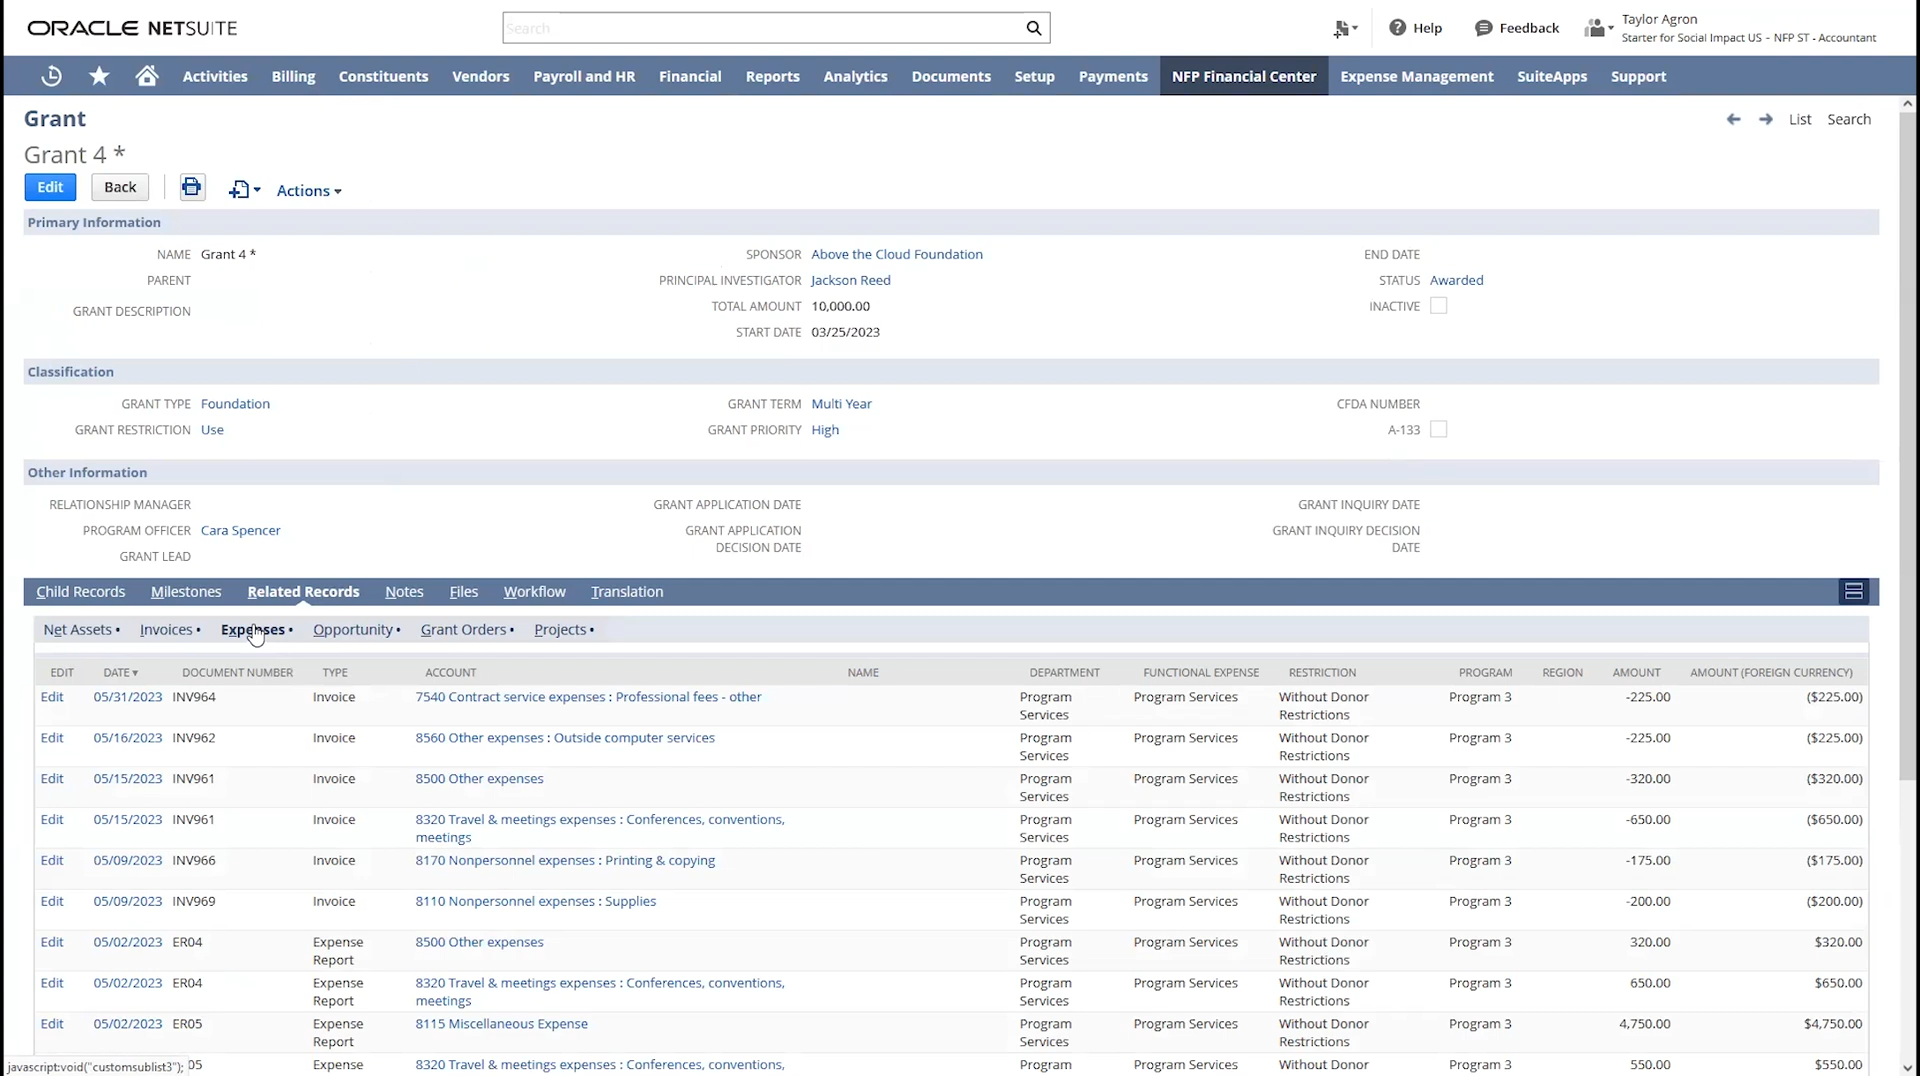 ORACLE NETSUITE
Search
Help
Feedback
Taylor Agron
Starter for Social Impact US - NFP ST - Accountant
Activities Billing Constituents Vendors Payroll and HR Financial Reports Analytics Documents Setup Payments NFP Financial Center Expense Management SuiteApps Support
Grant
List Search
Grant 4 *
Edit Back Actions
Primary Information
NAME Grant 4 *
PARENT
GRANT DESCRIPTION
SPONSOR Above the Cloud Foundation
PRINCIPAL INVESTIGATOR Jackson Reed
TOTAL AMOUNT 10,000.00
START DATE 03/25/2023
END DATE
STATUS Awarded
INACTIVE
Classification
GRANT TYPE Foundation
GRANT RESTRICTION Use
GRANT TERM Multi Year
GRANT PRIORITY High
CFDA NUMBER
A-133
Other Information
RELATIONSHIP MANAGER
PROGRAM OFFICER Cara Spencer
GRANT LEAD
GRANT APPLICATION DATE
GRANT APPLICATION
DECISION DATE
GRANT INQUIRY DATE
GRANT INQUIRY DECISION
DATE
Child Records Milestones Related Records Notes Files Workflow Translation
Net Assets • Invoices • Expenses • Opportunity • Grant Orders • Projects •
EDIT DATE DOCUMENT NUMBER TYPE ACCOUNT NAME DEPARTMENT FUNCTIONAL EXPENSE RESTRICTION PROGRAM REGION AMOUNT AMOUNT (FOREIGN CURRENCY)
Edit 05/31/2023 INV964 Invoice 7540 Contract service expenses : Professional fees - other Program Program Services Without Donor Program 3 -225.00 ($225.00)
Services Restrictions
Edit 05/16/2023 INV962 Invoice 8560 Other expenses : Outside computer services Program Program Services Without Donor Program 3 -225.00 ($225.00)
Services Restrictions
Edit 05/15/2023 INV961 Invoice 8500 Other expenses Program Program Services Without Donor Program 3 -320.00 ($320.00)
Services Restrictions
Edit 05/15/2023 INV961 Invoice 8320 Travel & meetings expenses : Conferences, conventions, Program Program Services Without Donor Program 3 -650.00 ($650.00)
meetings Services Restrictions
Edit 05/09/2023 INV966 Invoice 8170 Nonpersonnel expenses : Printing & copying Program Program Services Without Donor Program 3 -175.00 ($175.00)
Services Restrictions
Edit 05/09/2023 INV969 Invoice 8110 Nonpersonnel expenses : Supplies Program Program Services Without Donor Program 3 -200.00 ($200.00)
Services Restrictions
Edit 05/02/2023 ER04 Expense 8500 Other expenses Program Program Services Without Donor Program 3 320.00 $320.00
Report Services Restrictions
Edit 05/02/2023 ER04 Expense 8320 Travel & meetings expenses : Conferences, conventions, Program Program Services Without Donor Program 3 650.00 $650.00
Report meetings Services Restrictions
Edit 05/02/2023 ER05 Expense 8115 Miscellaneous Expense Program Program Services Without Donor Program 3 4,750.00 $4,750.00
Report Services Restrictions
javascript:void("customsublist3"); 05 Expense 8320 Travel & meetings expenses : Conferences, conventions, Program Program Services Without Donor Program 3 550.00 $550.00